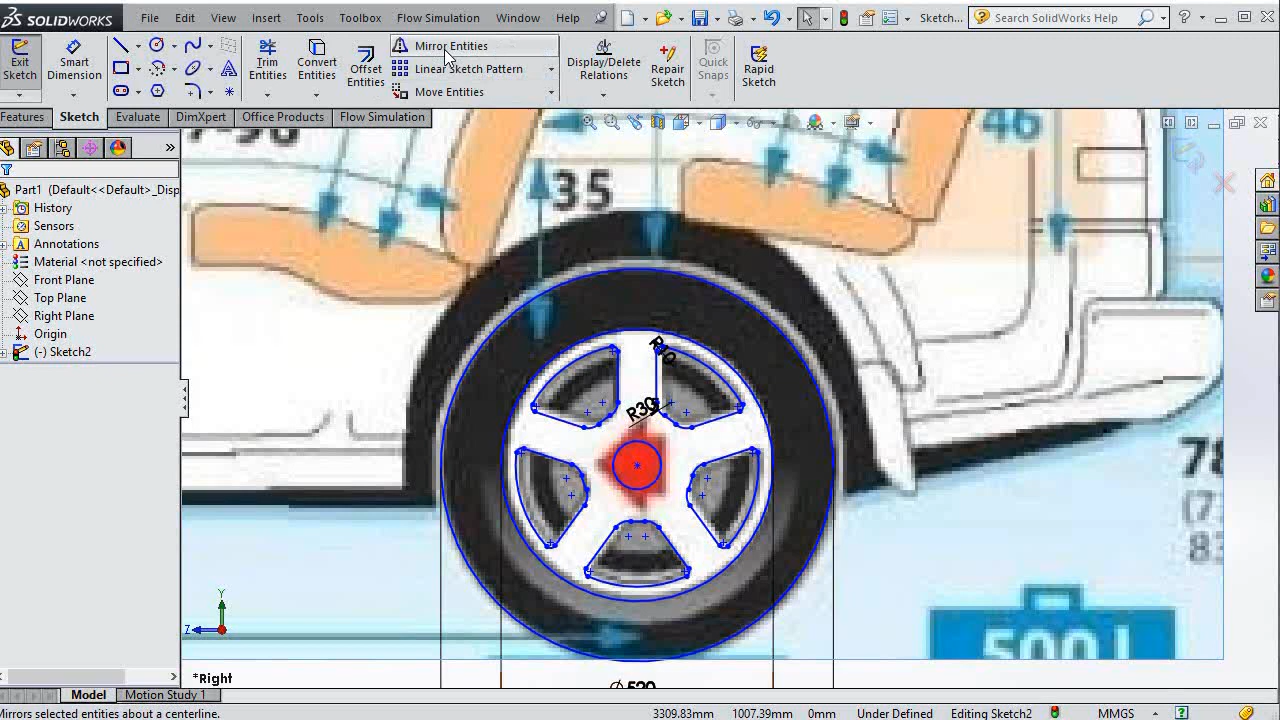 SOLIDWORKS File Edit View Insert Tools Toolbox Flow Simulation Window Help Sketch... Search SolidWorks Help
Exit Sketch
Smart Dimension
Trim Entities
Convert Entities
Offset Entities
Mirror Entities
Linear Sketch Pattern
Move Entities
Display/Delete Relations
Repair Sketch
Quick Snaps
Rapid Sketch
Features Sketch Evaluate DimXpert Office Products Flow Simulation
Part1 (Default<<Default>_Disp
History
Sensors
Annotations
Material <not specified>
Front Plane
Top Plane
Right Plane
Origin
(-) Sketch2
46
35
R30
78
500 l
Y
Z
*Right
Model Motion Study 1
Mirrors selected entities about a centerline. 3309.83mm 1007.39mm 0mm Under Defined Editing Sketch2 MMGS